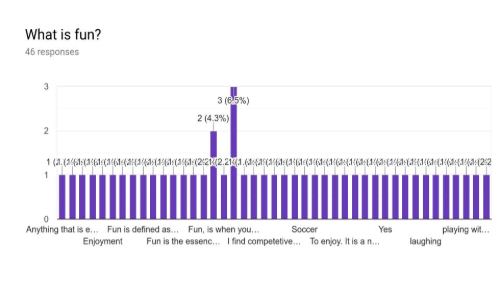 What is fun?
46 responses
3
3 (6.5%)
2 (4.3%)
2
1
0
Anything that is e... Fun is defined as... Fun, is when you... Soccer Yes playing wit...
Enjoyment Fun is the essenc... I find competetive... To enjoy. It is a n... laughing